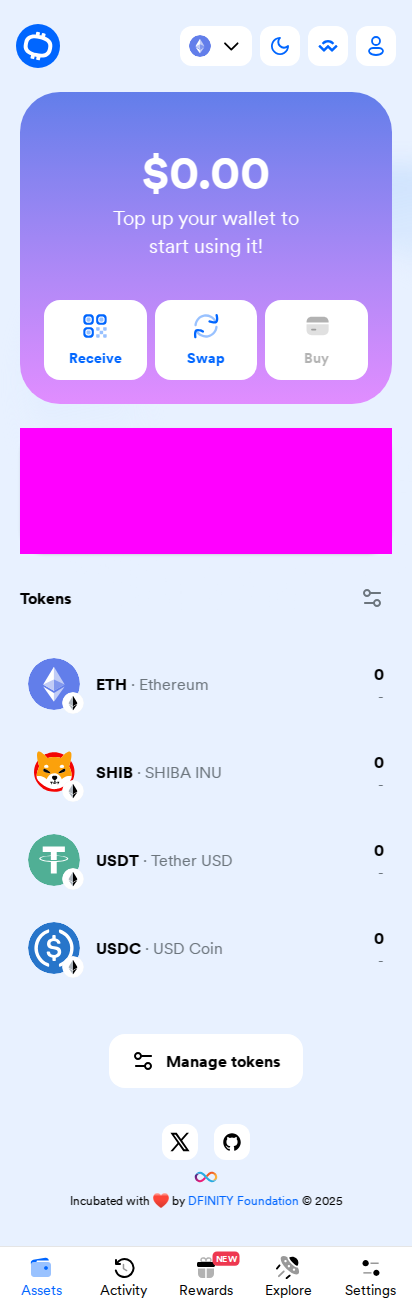 $0.00
Top up your wallet to
start using it!
Receive
Swap
Buy
Tokens
ETH · Ethereum
0
-
SHIB · SHIBA INU
0
-
USDT · Tether USD
0
-
USDC · USD Coin
0
-
Manage tokens
Incubated with ❤️ by DFINITY Foundation © 2025
NEW
Assets
Activity
Rewards
Explore
Settings